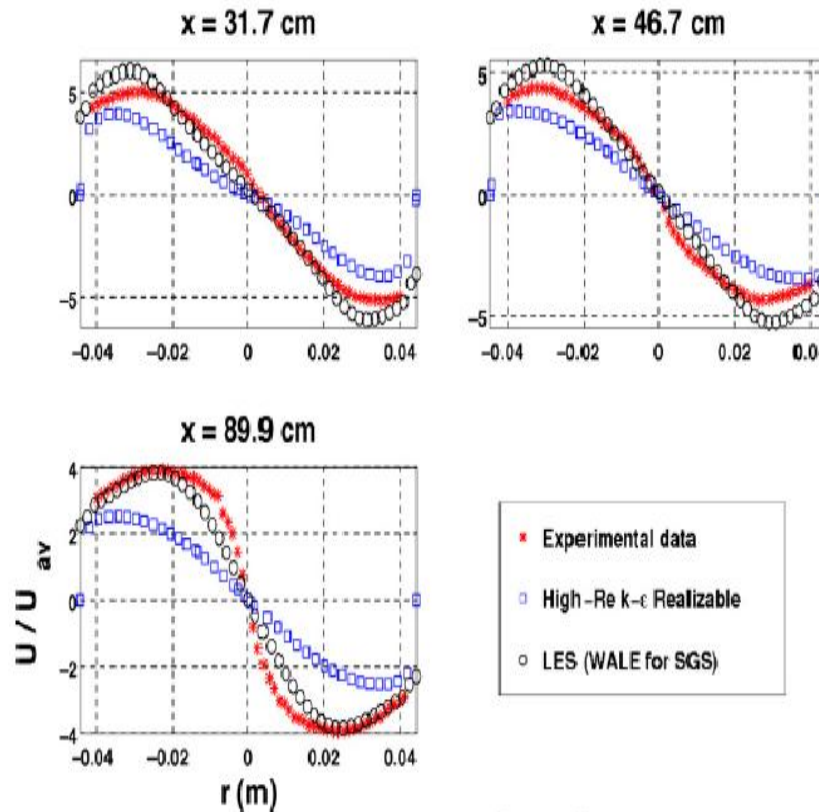 x = 31.7 cm
5
0
−5
−0.04 −0.02 0 0.02 0.04
x = 46.7 cm
5
0
−5
−0.04 −0.02 0 0.02 0.0
x = 89.9 cm
4
2
0
−2
−4
−0.04 −0.02 0 0.02 0.04
U / U av
r (m)
Experimental data
High −Re k−ε Realizable
LES (WALE for SGS)